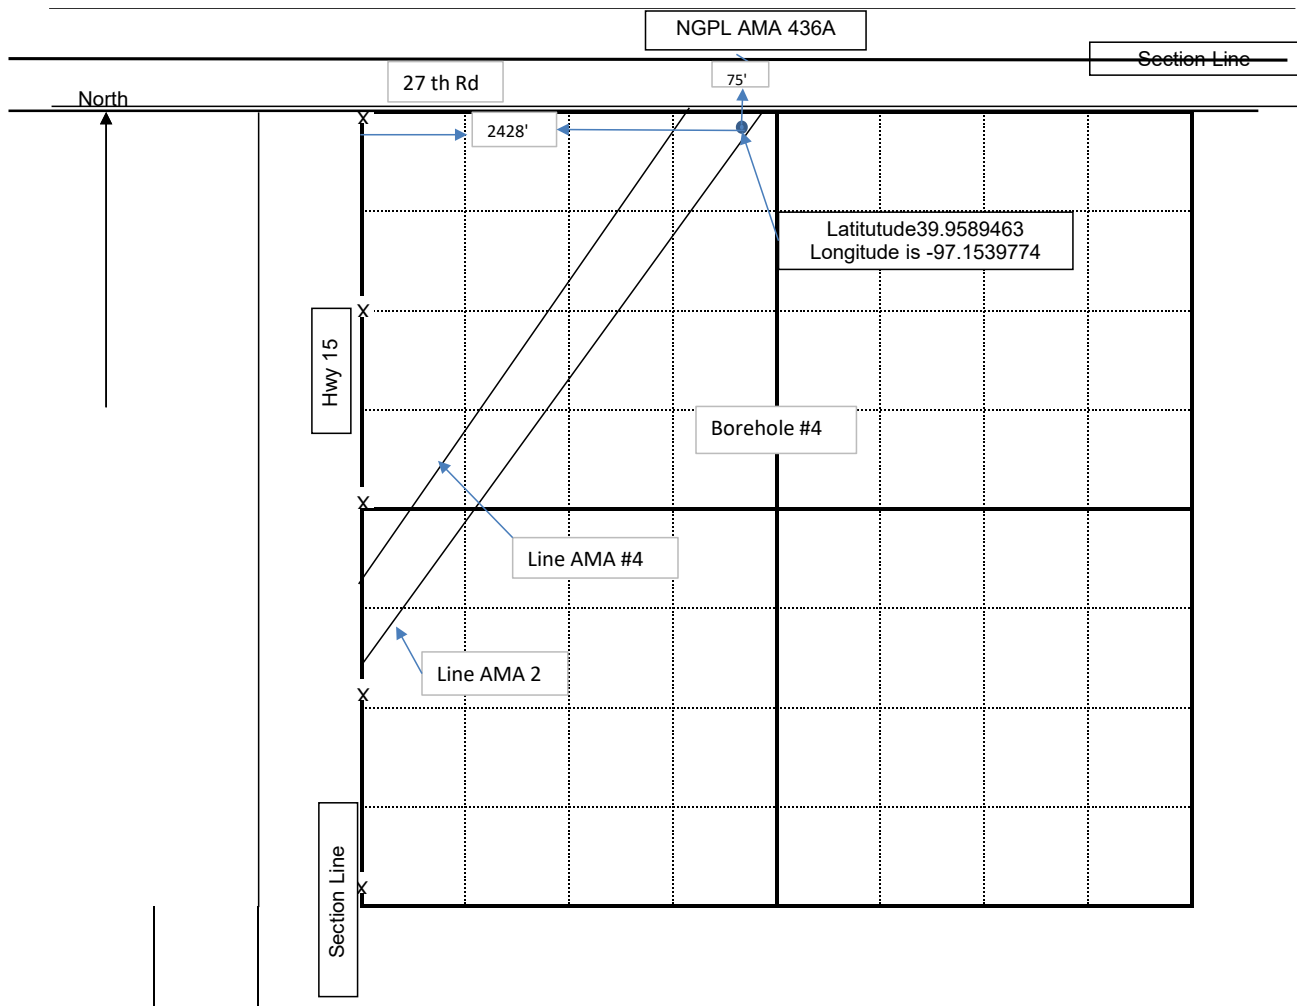 NGPL AMA 436A
Section Line
27 th Rd
75'
North
X
2428'
Latitutude39.9589463
Longitude is -97.1539774
X
Hwy 15
Borehole #4
X
Line AMA #4
Line AMA 2
X
Section Line
X